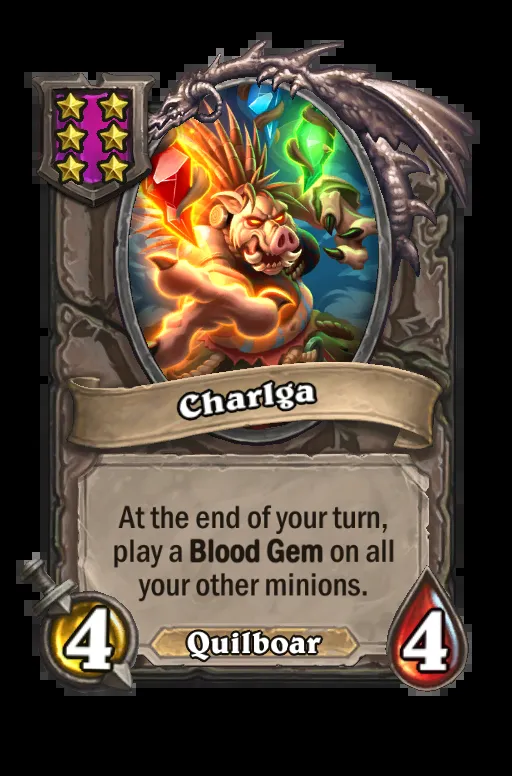 Charlga
At the end of your turn,
play a Blood Gem on all
your other minions.
4
Quilboar
4